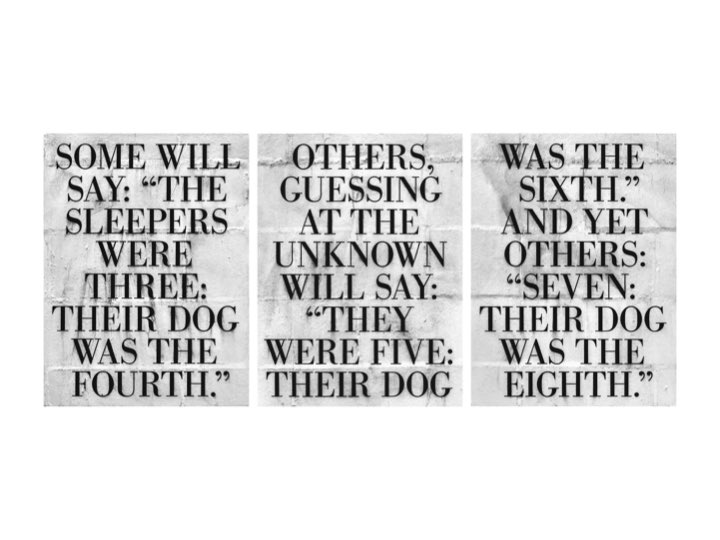 SOME WILL
SAY: “THE
SLEEPERS
WERE
THREE:
THEIR DOG
WAS THE
FOURTH.”
OTHERS,
GUESSING
AT THE
UNKNOWN
WILL SAY:
“THEY
WERE FIVE:
THEIR DOG
WAS THE
SIXTH.”
AND YET
OTHERS:
“SEVEN:
THEIR DOG
WAS THE
EIGHTH.”